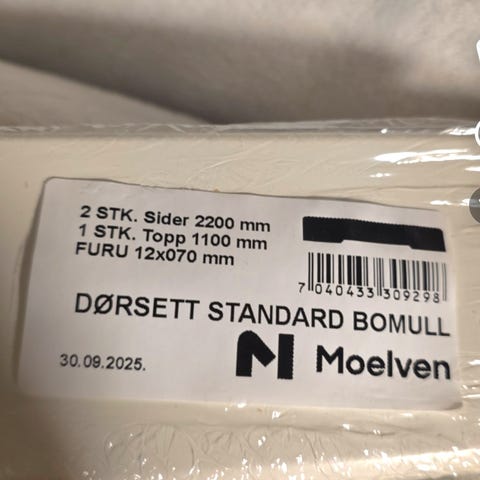 2 STK. Sider 2200 mm
1 STK. Topp 1100 mm
FURU 12x070 mm
7 040433 309298
DØRSETT STANDARD BOMULL
30.09.2025.
Moelven